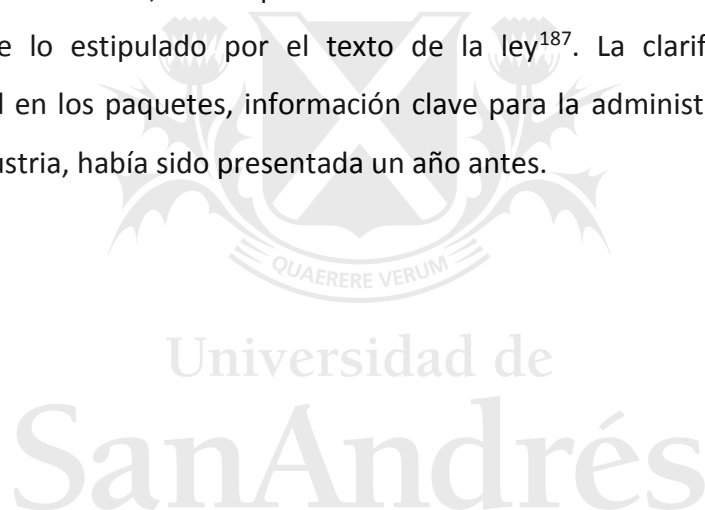 e lo estipulado por el texto de la ley187. La clarif
l en los paquetes, información clave para la administ
ustria, había sido presentada un año antes.
QUAERERE VERUM
Universidad de
SanAndrés